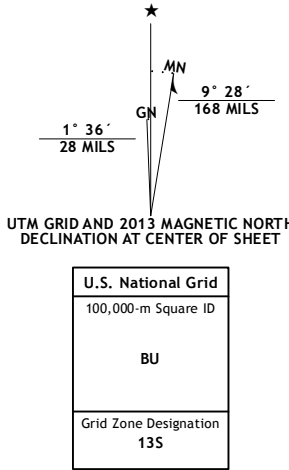 ★
MN
GN
9° 28´
168 MILS
1° 36´
28 MILS
UTM GRID AND 2013 MAGNETIC NORTH
DECLINATION AT CENTER OF SHEET
U.S. National Grid
100,000-m Square ID
BU
Grid Zone Designation
13S